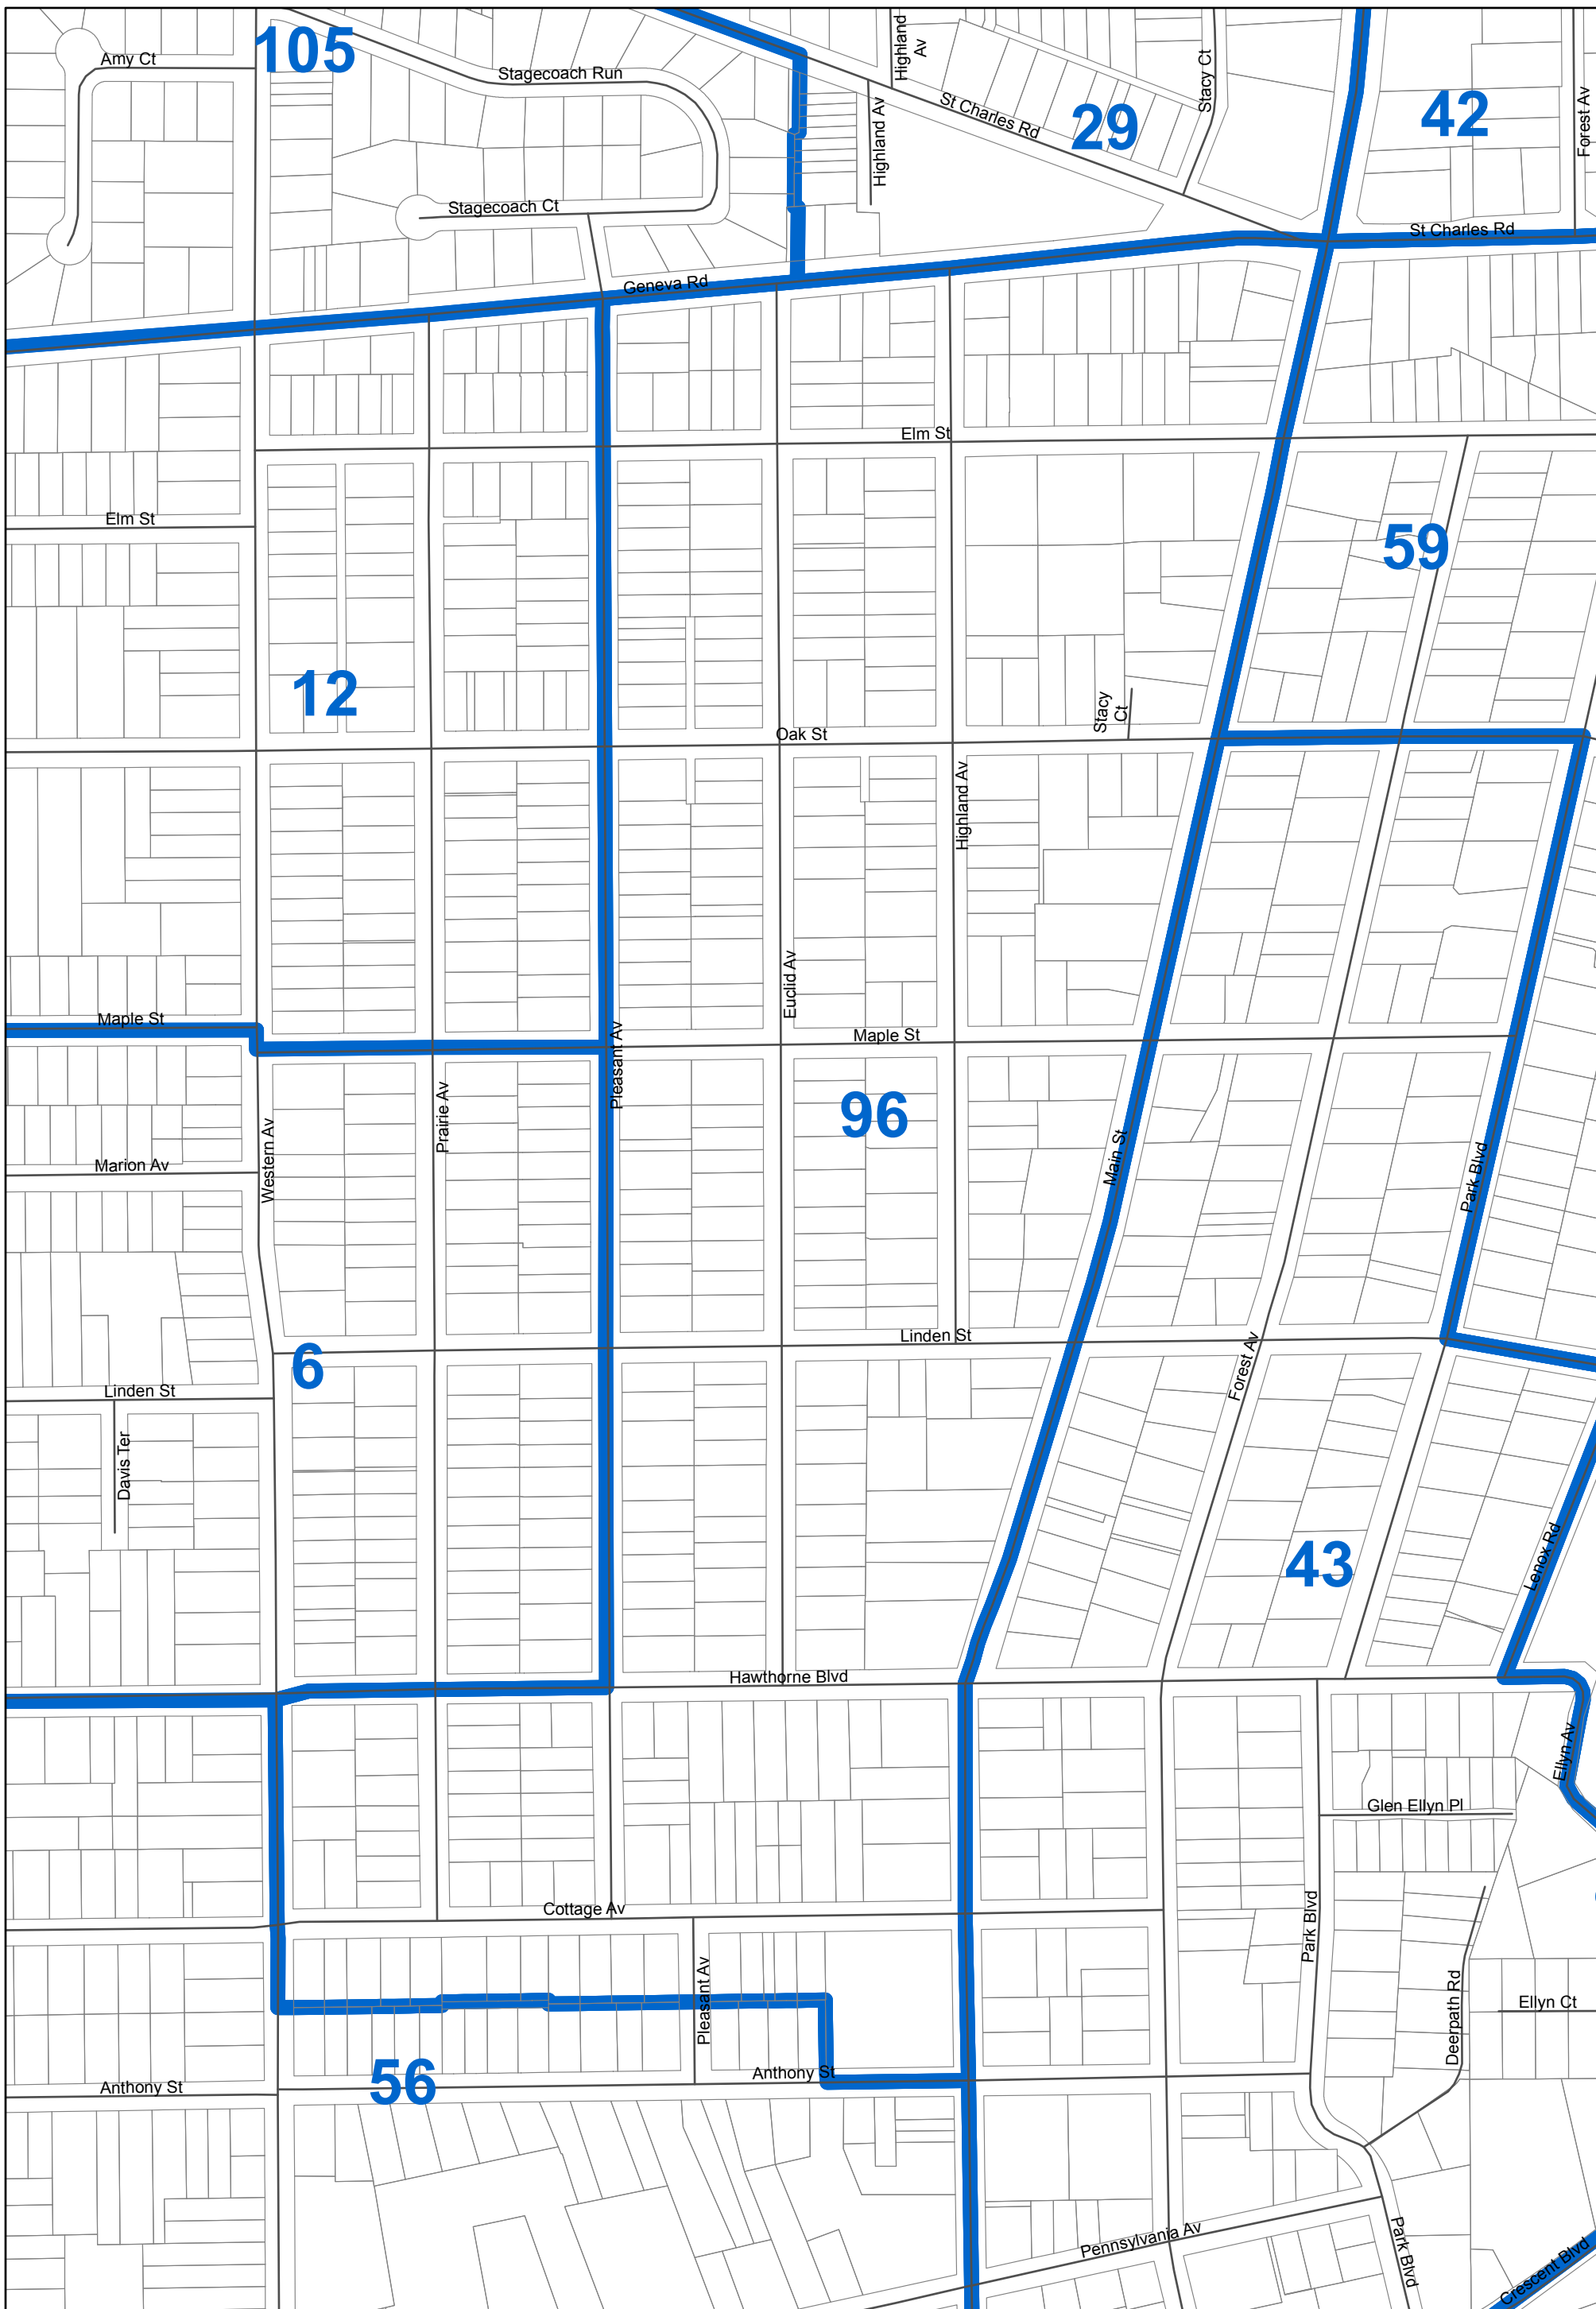 105
Amy Ct
Stagecoach Run
Highland
Av
Highland Av
St Charles Rd
29
Stacy Ct
42
Forest Av
Stagecoach Ct
St Charles Rd
Geneva Rd
Elm St
Elm St
59
12
Stacy
Ct
Oak St
Highland Av
Euclid Av
Maple St
Maple St
Pleasant Av
Prairie Av
96
Western Av
Marion Av
Main St
Park Blvd
Linden St
6
Forest Av
Linden St
Davis Ter
43
Lenox Rd
Hawthorne Blvd
Ellyn Av
Glen Ellyn Pl
Cottage Av
Park Blvd
Pleasant Av
Deerpath Rd
Ellyn Ct
56
Anthony St
Anthony St
Pennsylvania Av
Park Blvd
Crescent Blvd